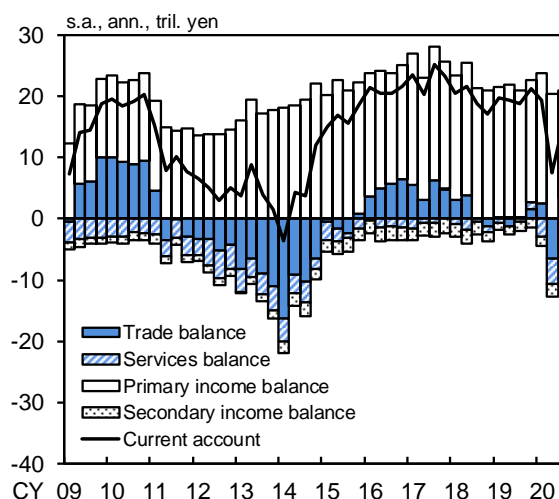 s.a., ann., tril. yen
30
20
10
0
-10
-20
-30
-40
Trade balance
Services balance
Primary income balance
Secondary income balance
Current account
CY 09 10 11 12 13 14 15 16 17 18 19 20